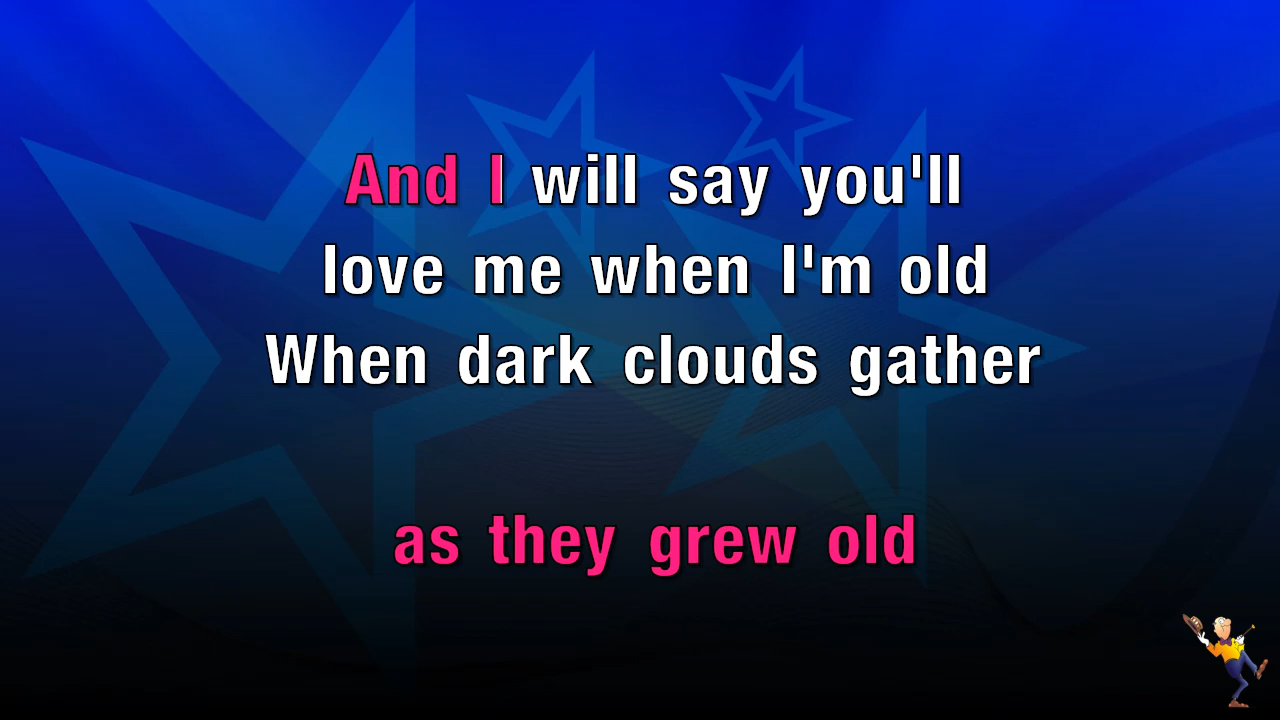 And I will say you'll
love me when I'm old
When dark clouds gather
as they grew old